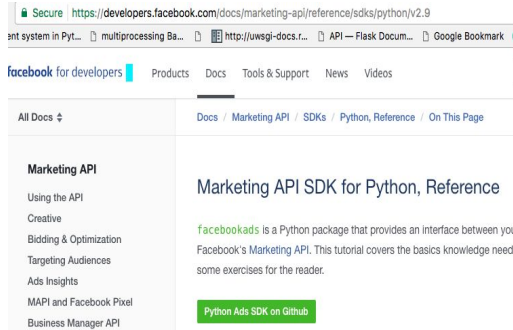 Secure https://developers.facebook.com/docs/marketing-api/reference/sdks/python/v2.9
ent system in Pyt... multiprocessing Ba... http://uwsgi-docs.r... API — Flask Docum... Google Bookmark
facebook for developers Products Docs Tools & Support News Videos
All Docs Docs / Marketing API / SDKs / Python, Reference / On This Page
Marketing API
Using the API
Creative
Bidding & Optimization
Targeting Audiences
Ads Insights
MAPI and Facebook Pixel
Business Manager API
Marketing API SDK for Python, Reference
facebookads is a Python package that provides an interface between you
Facebook's Marketing API. This tutorial covers the basics knowledge need
some exercises for the reader.
Python Ads SDK on Github